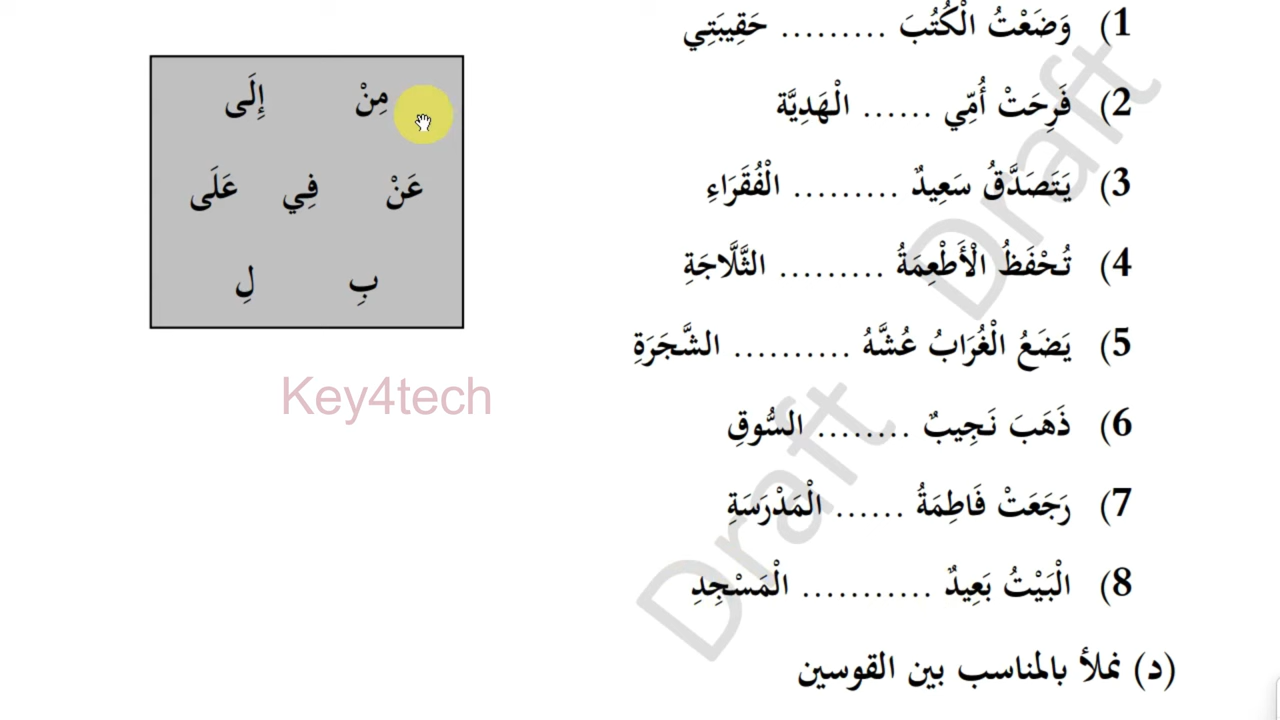 1) وَضَعْتُ الْكُتُبَ ......... حَقِيبَتِي
2) فَرِحَتْ أُمِّي ...... الْهَدِيَّة
3) يَتَصَدَّقُ سَعِيدٌ ......... الْفُقَرَاءِ
4) تُحْفَظُ الْأَطْعِمَةُ ......... الثَّلَّاجَةِ
5) يَضَعُ الْغُرَابُ عُشَّهُ .......... الشَّجَرَةِ
6) ذَهَبَ نَجِيبٌ ........ السُّوقِ
7) رَجَعَتْ فَاطِمَةُ ...... الْمَدْرَسَةِ
8) الْبَيْتُ بَعِيدٌ ........... الْمَسْجِدِ
(د) نملأ بالمناسب بين القوسين
مِنْ إِلَى
عَنْ فِي عَلَى
بِ لِ
Key4tech
Draft
Draft